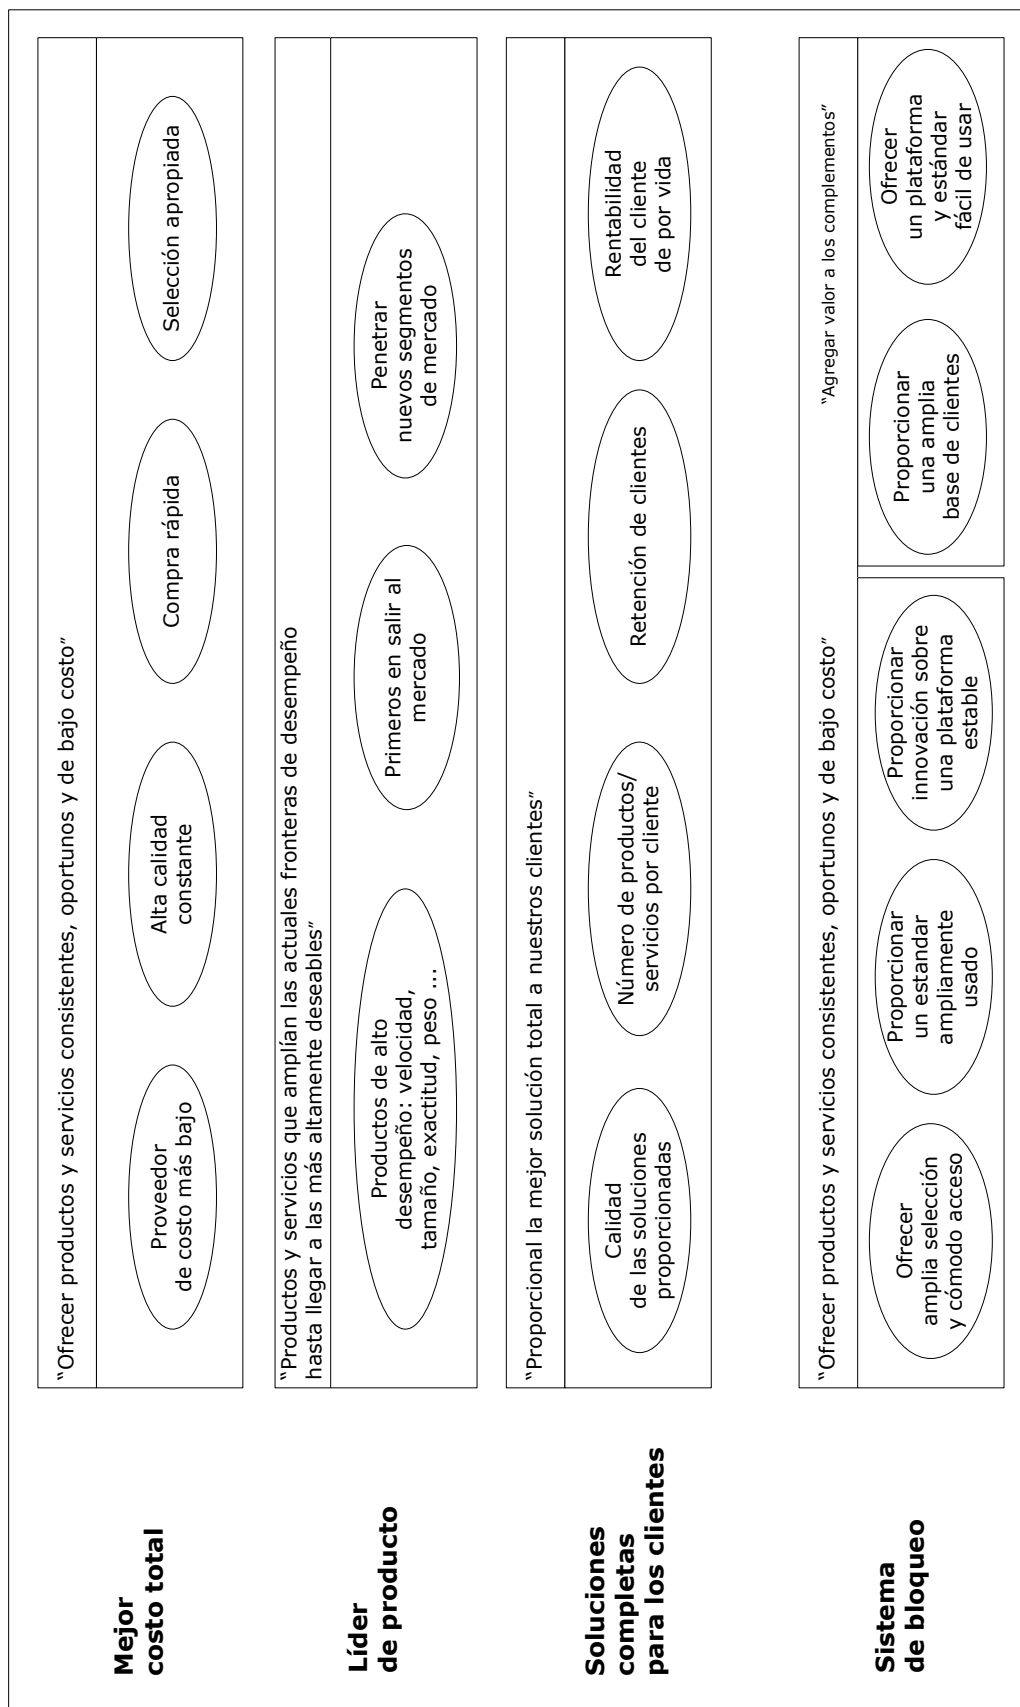 Mejor
costo total
“Ofrecer productos y servicios consistentes, oportunos y de bajo costo”
Proveedor
de costo más bajo
Alta calidad
constante
Compra rápida
Selección apropiada
Líder
de producto
“Productos y servicios que amplían las actuales fronteras de desempeño
hasta llegar a las más altamente deseables”
Productos de alto
desempeño: velocidad,
tamaño, exactitud, peso ...
Primeros en salir al
mercado
Penetrar
nuevos segmentos
de mercado
Soluciones
completas
para los clientes
“Proporcional la mejor solución total a nuestros clientes”
Calidad
de las soluciones
proporcionadas
Número de productos/
servicios por cliente
Retención de clientes
Rentabilidad
del cliente
de por vida
Sistema
de bloqueo
“Ofrecer productos y servicios consistentes, oportunos y de bajo costo”
“Agregar valor a los complementos”
Ofrecer
amplia selección
y cómodo acceso
Proporcionar
un estandar
ampliamente
usado
Proporcionar
innovación sobre
una plataforma
estable
Proporcionar
una amplia
base de clientes
Ofrecer
un plataforma
y estándar
fácil de usar